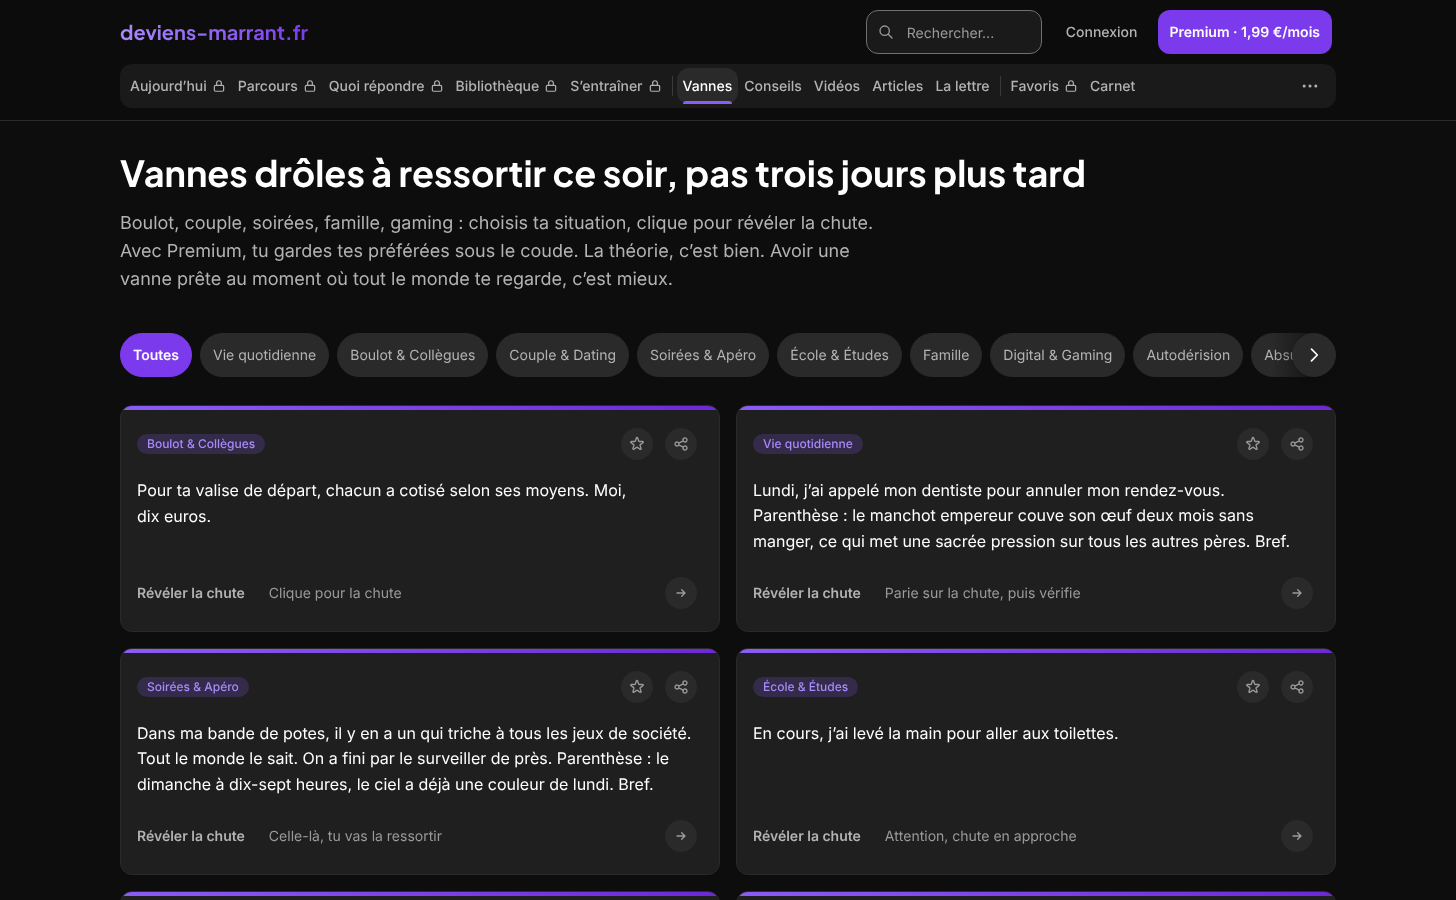 deviens-marrant.fr
Rechercher...
Connexion
Premium · 1,99 €/mois
Aujourd’hui
Parcours
Quoi répondre
Bibliothèque
S’entraîner
Vannes
Conseils
Vidéos
Articles
La lettre
Favoris
Carnet
Vannes drôles à ressortir ce soir, pas trois jours plus tard
Boulot, couple, soirées, famille, gaming : choisis ta situation, clique pour révéler la chute.
Avec Premium, tu gardes tes préférées sous le coude. La théorie, c’est bien. Avoir une
vanne prête au moment où tout le monde te regarde, c’est mieux.
Toutes
Vie quotidienne
Boulot & Collègues
Couple & Dating
Soirées & Apéro
École & Études
Famille
Digital & Gaming
Autodérision
Boulot & Collègues
Pour ta valise de départ, chacun a cotisé selon ses moyens. Moi,
dix euros.
Révéler la chute
Clique pour la chute
Vie quotidienne
Lundi, j’ai appelé mon dentiste pour annuler mon rendez-vous.
Parenthèse : le manchot empereur couve son œuf deux mois sans
manger, ce qui met une sacrée pression sur tous les autres pères. Bref.
Révéler la chute
Parie sur la chute, puis vérifie
Soirées & Apéro
Dans ma bande de potes, il y en a un qui triche à tous les jeux de société.
Tout le monde le sait. On a fini par le surveiller de près. Parenthèse : le
dimanche à dix-sept heures, le ciel a déjà une couleur de lundi. Bref.
Révéler la chute
Celle-là, tu vas la ressortir
École & Études
En cours, j’ai levé la main pour aller aux toilettes.
Révéler la chute
Attention, chute en approche